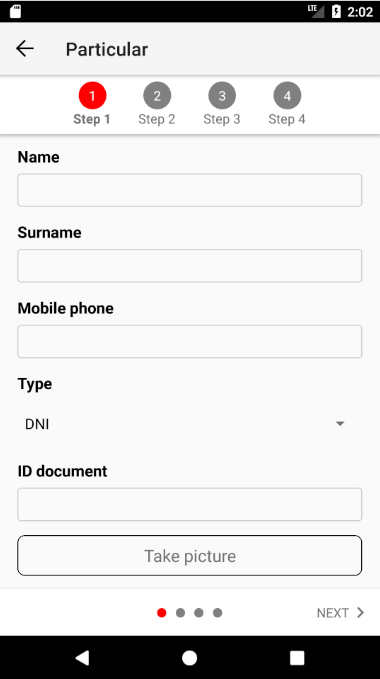 LTE 2:02
Particular
1 2 3 4
Step 1 Step 2 Step 3 Step 4
Name
Surname
Mobile phone
Type
DNI
ID document
Take picture
NEXT